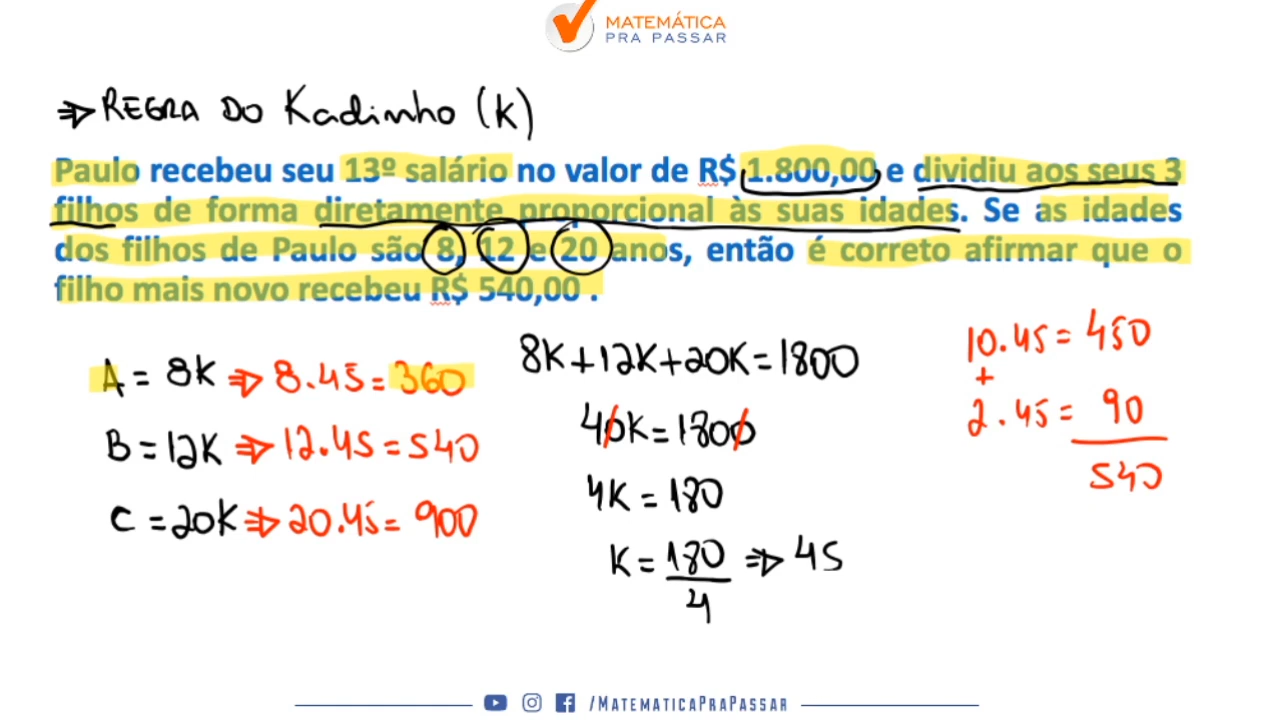 MATEMÁTICA
PRA PASSAR
⇒ REGRA DO Kadinho (K)
Paulo recebeu seu 13º salário no valor de R$ 1.800,00 e dividiu aos seus 3
filhos de forma diretamente proporcional às suas idades. Se as idades
dos filhos de Paulo são 8, 12 e 20 anos, então é correto afirmar que o
filho mais novo recebeu R$ 540,00 .
A = 8K ⇒ 8.45 = 360
B = 12K ⇒ 12.45 = 540
C = 20K ⇒ 20.45 = 900
8K+12K+20K=1800
40K=1800
4K = 180
K = 180/4 ⇒ 45
10.45 = 450
+
2.45 = 90
540
/MATEMATICAPRAPASSAR